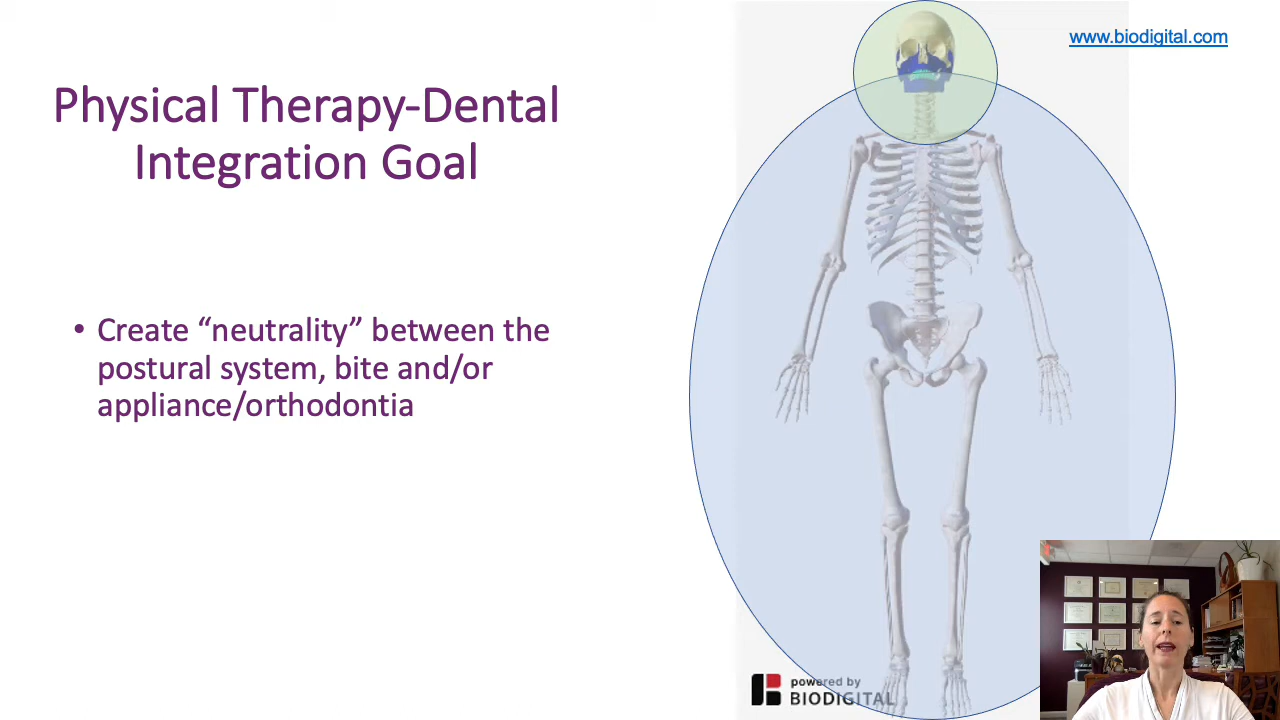 www.biodigital.com
Physical Therapy-Dental
Integration Goal
• Create “neutrality” between the
postural system, bite and/or
appliance/orthodontia
powered by
BIODIGITAL